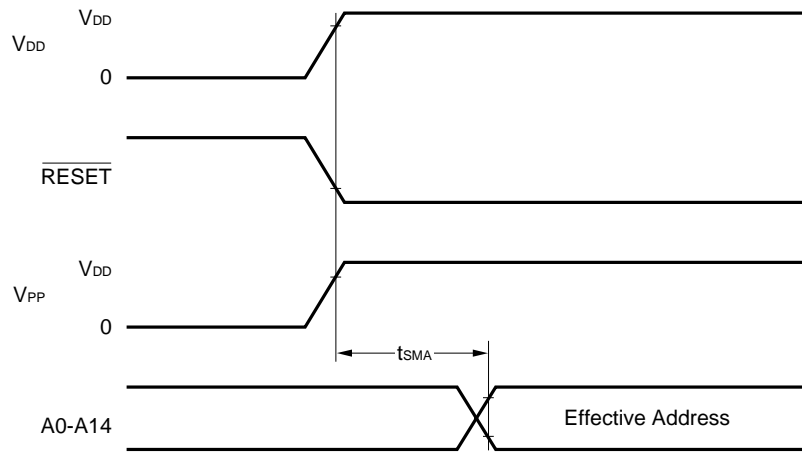 VDD
VDD
0
RESET
VDD
VPP
0
tSMA
A0-A14
Effective Address